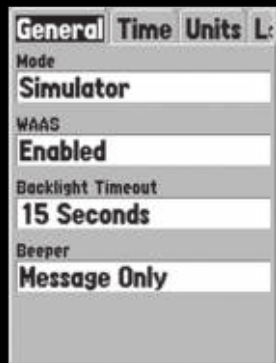 General Time Units
Mode
Simulator
WAAS
Enabled
Backlight Timeout
15 Seconds
Beeper
Message Only